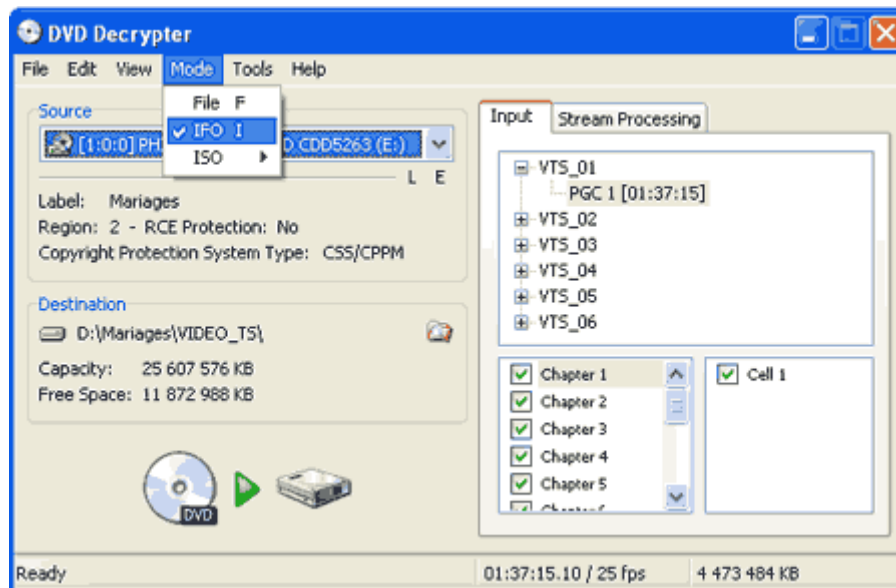 DVD Decrypter
File Edit View Mode Tools Help
File F
IFO I
ISO
Source
[1:0:0] PH CDD5263 (E:)
L E
Label: Mariages
Region: 2 - RCE Protection: No
Copyright Protection System Type: CSS/CPPM
Destination
D:\Mariages\VIDEO_TS\
Capacity: 25 607 576 KB
Free Space: 11 872 988 KB
DVD
Input Stream Processing
VTS_01
PGC 1 [01:37:15]
VTS_02
VTS_03
VTS_04
VTS_05
VTS_06
Chapter 1
Chapter 2
Chapter 3
Chapter 4
Chapter 5
Cell 1
Ready 01:37:15.10 / 25 fps 4 473 484 KB